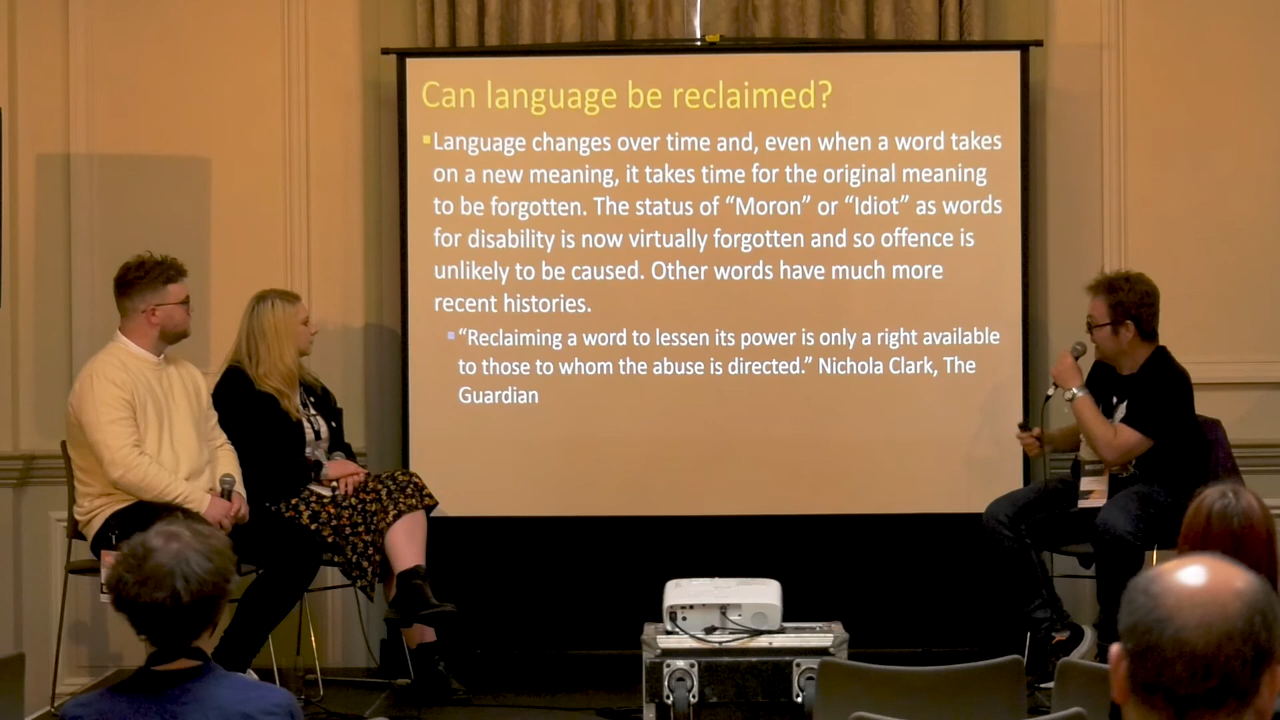 Can language be reclaimed?
Language changes over time and, even when a word takes
on a new meaning, it takes time for the original meaning
to be forgotten. The status of “Moron” or “Idiot” as words
for disability is now virtually forgotten and so offence is
unlikely to be caused. Other words have much more
recent histories.
“Reclaiming a word to lessen its power is only a right available
to those to whom the abuse is directed.” Nichola Clark, The
Guardian